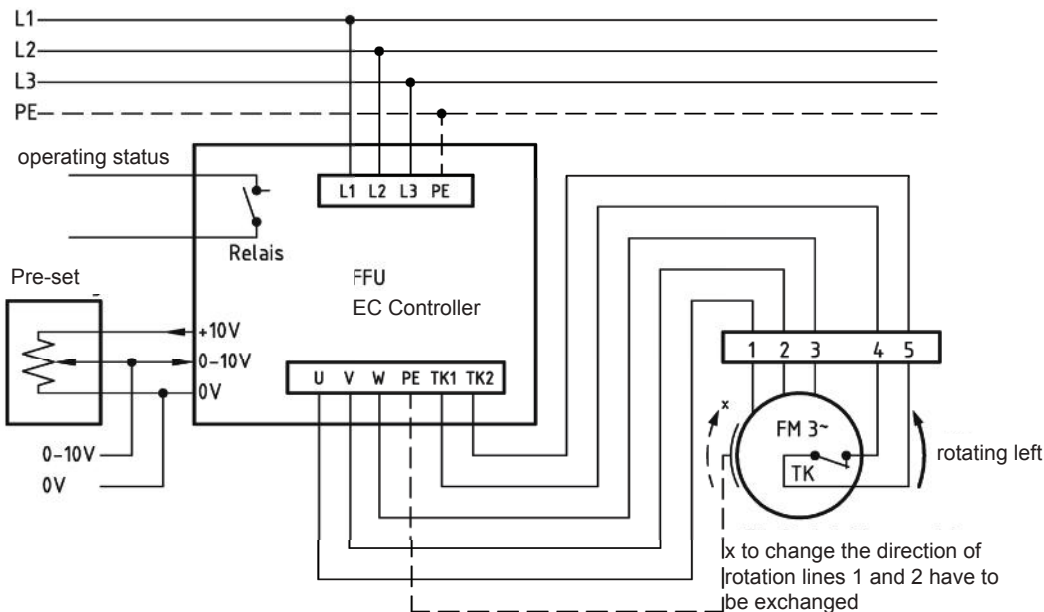 L1
L2
L3
PE
operating status
L1 L2 L3 PE
Relais
Pre-set
FFU
EC Controller
+10V
0-10V
0V
U V W PE TK1 TK2
0-10V
0V
1 2 3 4 5
x
FM 3~
TK
rotating left
x to change the direction of
rotation lines 1 and 2 have to
be exchanged